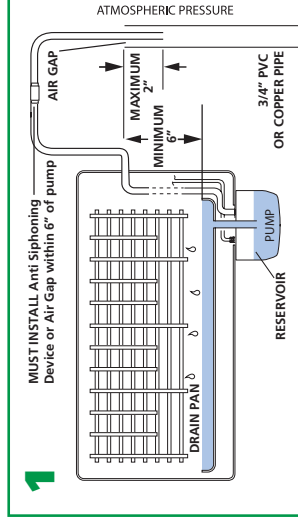 1
ATMOSPHERIC PRESSURE
MUST INSTALL Anti Siphoning
Device or Air Gap within 6" of pump
AIR GAP
MAXIMUM
2"
MINIMUM
6"
3/4" PVC
OR COPPER PIPE
DRAIN PAN
PUMP
RESERVOIR